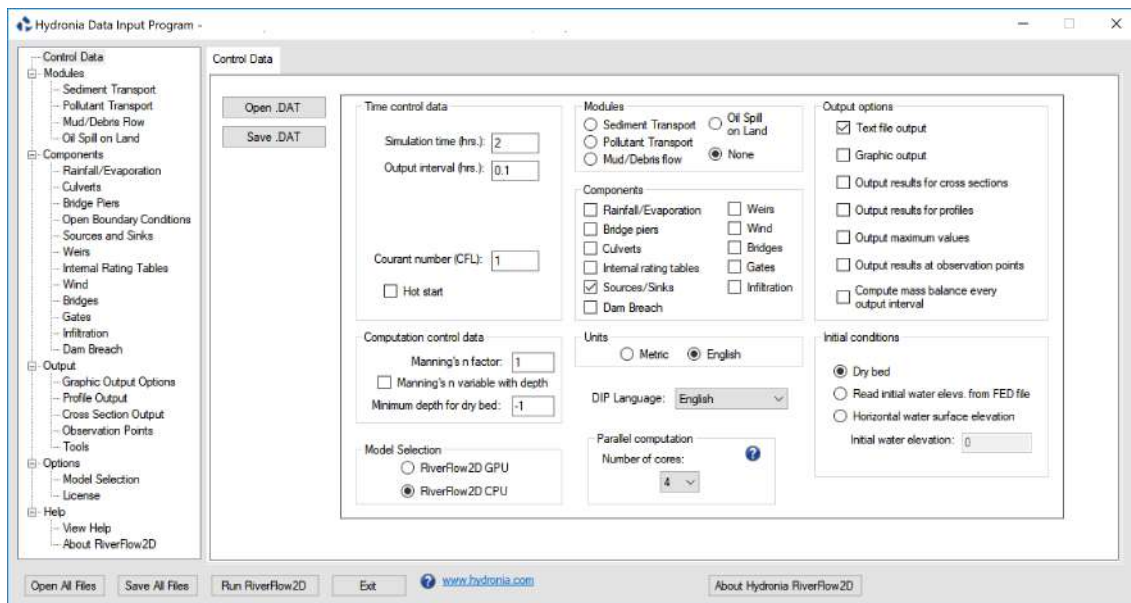 Hydronia Data Input Program -
Control Data
Modules
Sediment Transport
Pollutant Transport
Mud/Debris Flow
Oil Spill on Land
Components
Rainfall/Evaporation
Culverts
Bridge Piers
Open Boundary Conditions
Sources and Sinks
Weirs
Internal Rating Tables
Wind
Bridges
Gates
Infiltration
Dam Breach
Output
Graphic Output Options
Profile Output
Cross Section Output
Observation Points
Tools
Options
Model Selection
License
Help
View Help
About RiverFlow2D
Control Data
Open .DAT
Save .DAT
Time control data
Simulation time (hrs.): 2
Output interval (hrs.): 0.1
Courant number (CFL): 1
Hot start
Computation control data
Manning's n factor: 1
Manning's n variable with depth
Minimum depth for dry bed: -1
Model Selection
RiverFlow2D GPU
RiverFlow2D CPU
Modules
Sediment Transport
Pollutant Transport
Mud/Debris flow
Oil Spill
on Land
None
Components
Rainfall/Evaporation
Bridge piers
Culverts
Internal rating tables
Sources/Sinks
Dam Breach
Weirs
Wind
Bridges
Gates
Infiltration
Units
Metric
English
DIP Language: English
Parallel computation
Number of cores:
4
Output options
Text file output
Graphic output
Output results for cross sections
Output results for profiles
Output maximum values
Output results at observation points
Compute mass balance every
output interval
Initial conditions
Dry bed
Read initial water elevs. from FED file
Horizontal water surface elevation
Initial water elevation: 0
Open All Files
Save All Files
Run RiverFlow2D
Exit
www.hydronia.com
About Hydronia RiverFlow2D